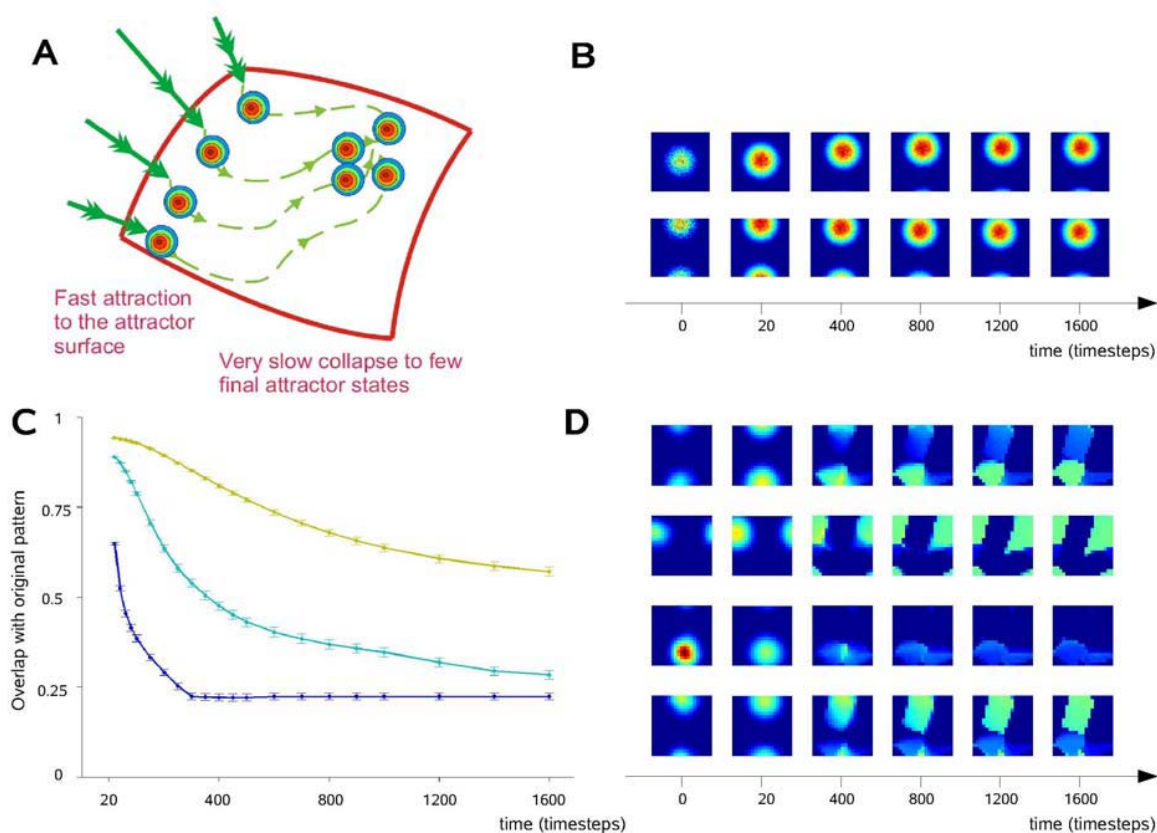 A
Fast attraction
to the attractor
surface
Very slow collapse to few
final attractor states
B
0 20 400 800 1200 1600
time (timesteps)
C
Overlap with original pattern
1
0.75
0.5
0.25
0
20 400 800 1200 1600
time (timesteps)
D
0 20 400 800 1200 1600
time (timesteps)